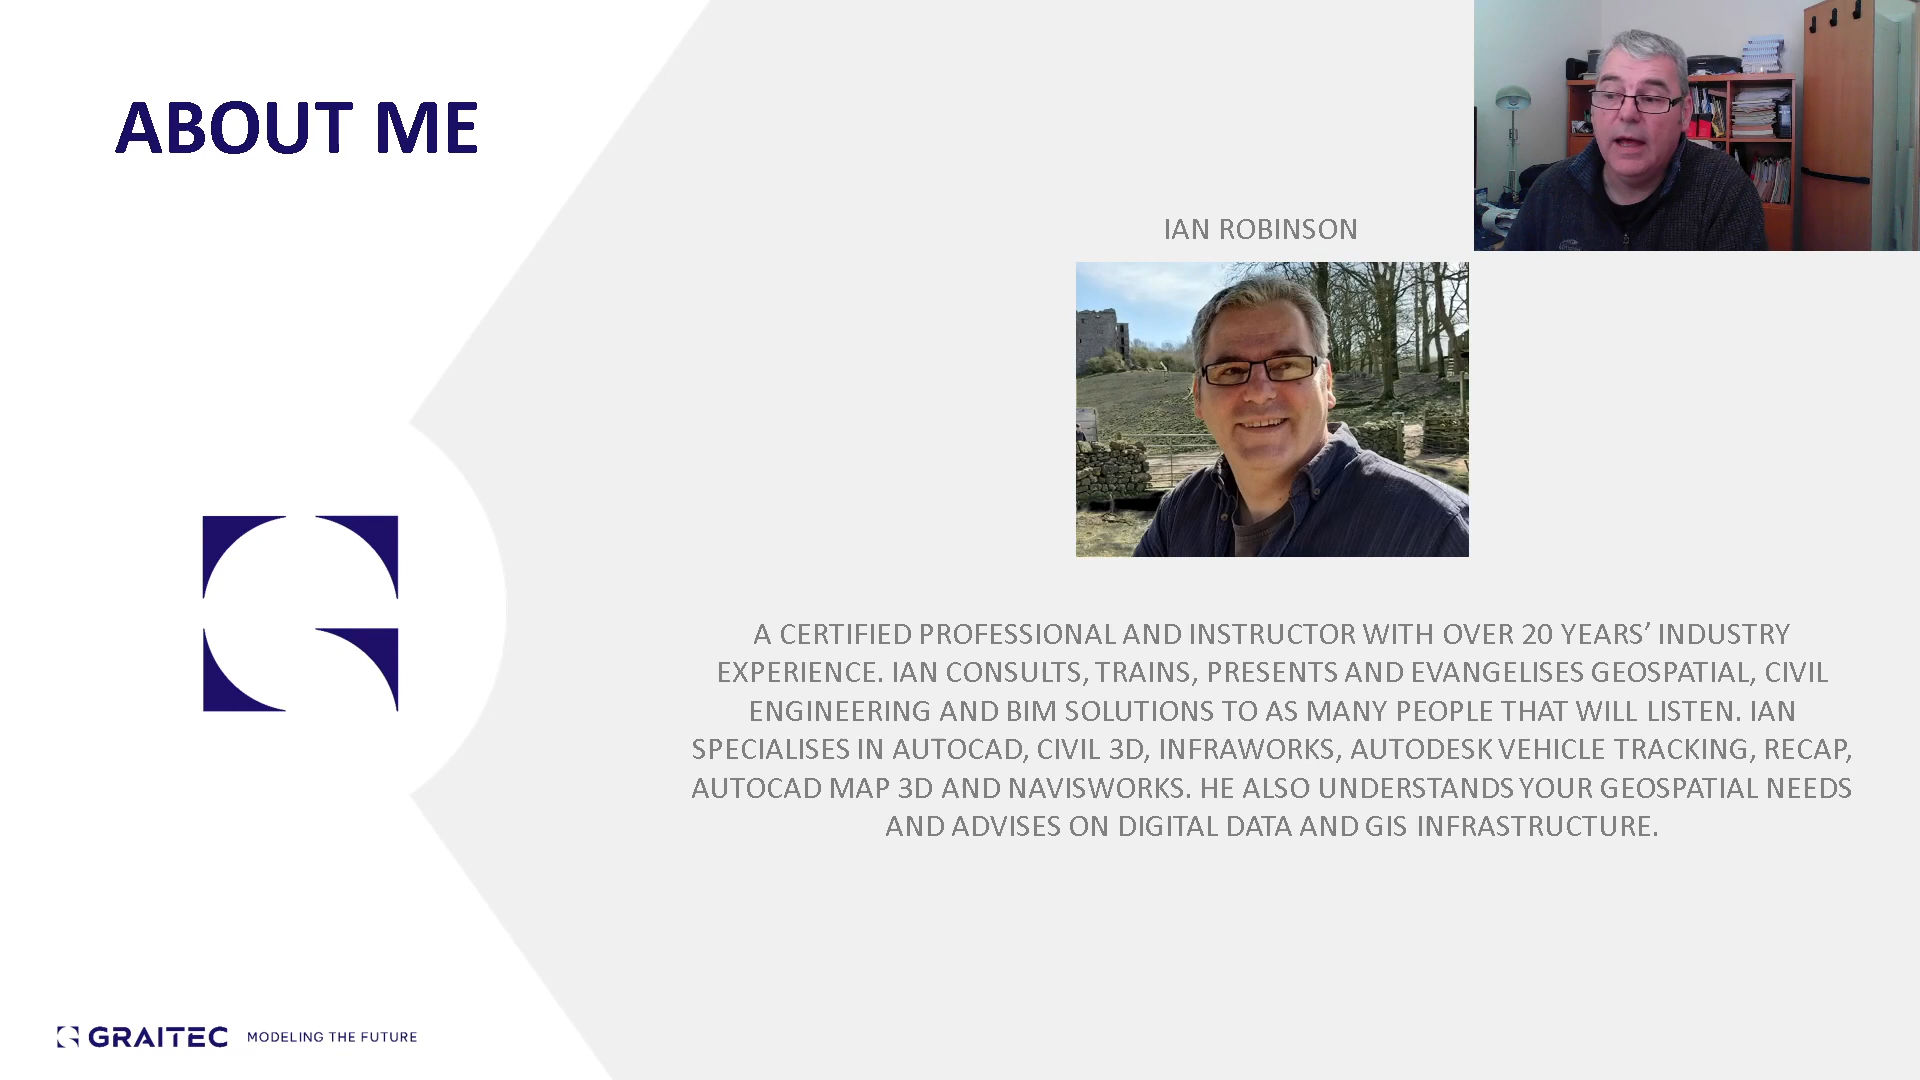 ABOUT ME
IAN ROBINSON
A CERTIFIED PROFESSIONAL AND INSTRUCTOR WITH OVER 20 YEARS’ INDUSTRY
EXPERIENCE. IAN CONSULTS, TRAINS, PRESENTS AND EVANGELISES GEOSPATIAL, CIVIL
ENGINEERING AND BIM SOLUTIONS TO AS MANY PEOPLE THAT WILL LISTEN. IAN
SPECIALISES IN AUTOCAD, CIVIL 3D, INFRAWORKS, AUTODESK VEHICLE TRACKING, RECAP,
AUTOCAD MAP 3D AND NAVISWORKS. HE ALSO UNDERSTANDS YOUR GEOSPATIAL NEEDS
AND ADVISES ON DIGITAL DATA AND GIS INFRASTRUCTURE.
GRAITEC MODELING THE FUTURE